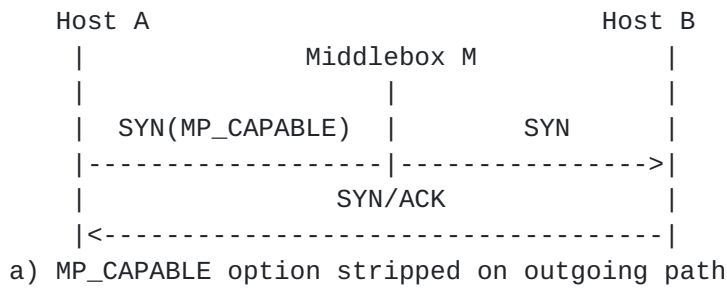 Host A                                  Host B
Middlebox M
SYN(MP_CAPABLE)           SYN
SYN/ACK
a) MP_CAPABLE option stripped on outgoing path